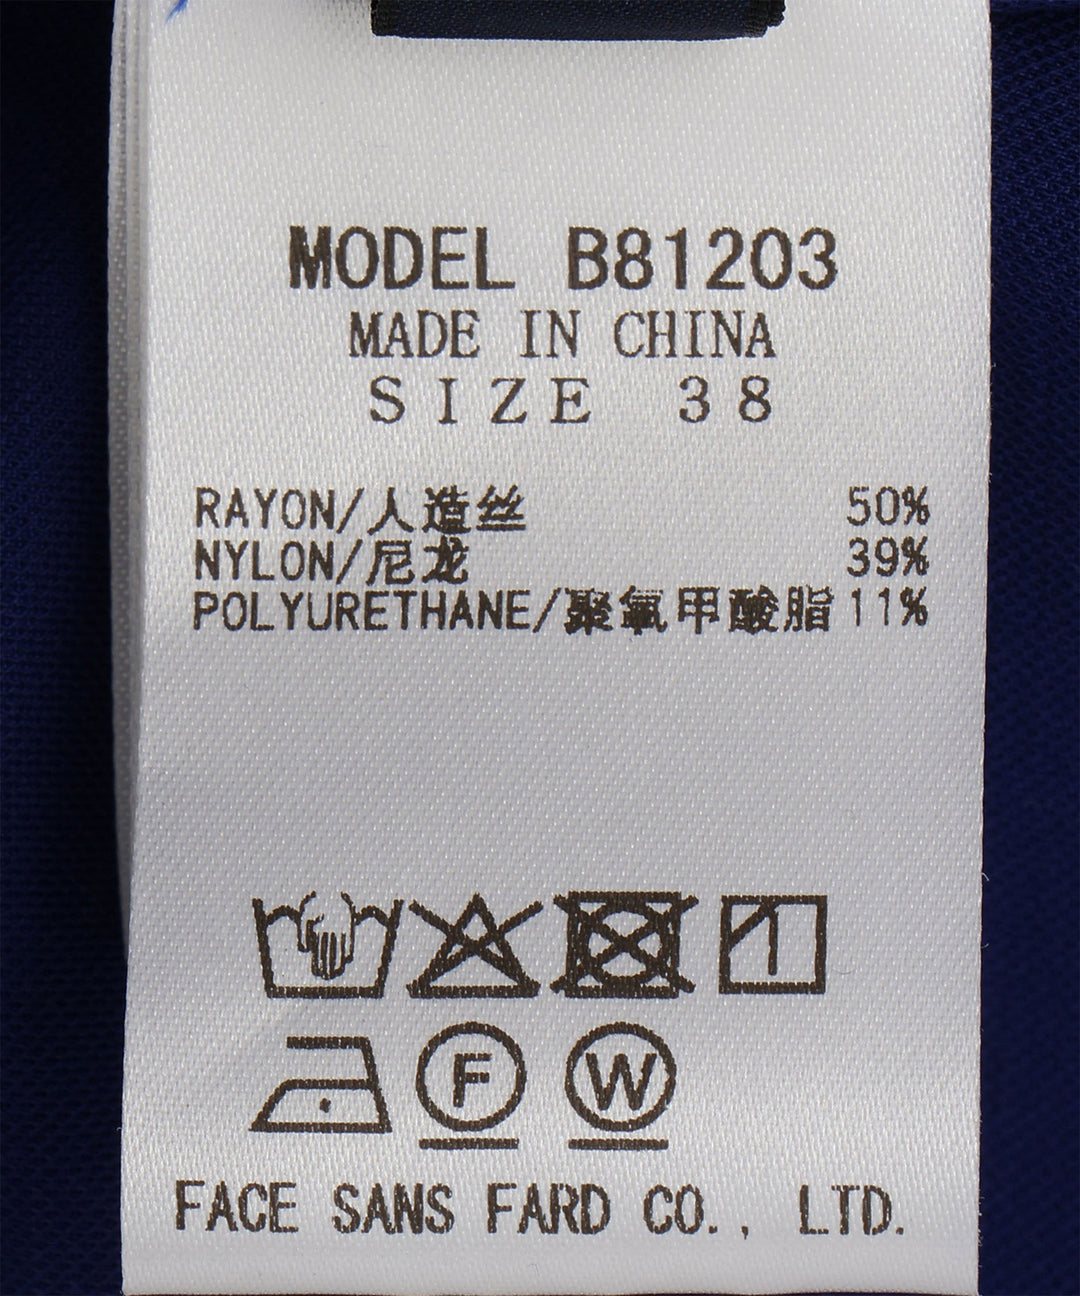 MODEL B81203
MADE IN CHINA
SIZE 38
RAYON/人造丝 50%
NYLON/尼龙 39%
POLYURETHANE/聚氨甲酸脂 11%
F W
FACE SANS FARD CO., LTD.